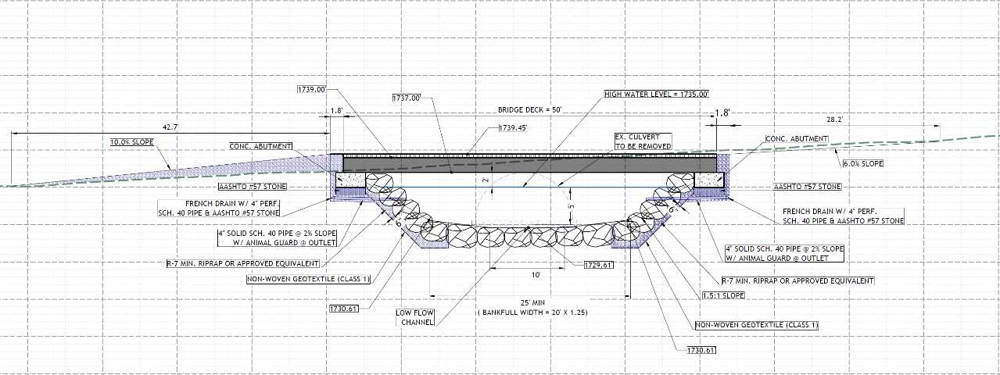 1739.00'
1737.00'
HIGH WATER LEVEL = 1735.00'
1.8'
BRIDGE DECK = 50'
1.8'
42.7'
1739.45'
28.2'
10.0% SLOPE
CONC. ABUTMENT
EX. CULVERT
TO BE REMOVED
CONC. ABUTMENT
6.0% SLOPE
2'
AASHTO #57 STONE
AASHTO #57 STONE
FRENCH DRAIN W/ 4" PERF.
SCH. 40 PIPE & AASHTO #57 STONE
5'
6'
6'
FRENCH DRAIN W/ 4" PERF.
SCH. 40 PIPE & AASHTO #57 STONE
4" SOLID SCH. 40 PIPE @ 2% SLOPE
W/ ANIMAL GUARD @ OUTLET
4" SOLID SCH. 40 PIPE @ 2% SLOPE
W/ ANIMAL GUARD @ OUTLET
R-7 MIN. RIPRAP OR APPROVED EQUIVALENT
1729.61'
10'
NON-WOVEN GEOTEXTILE (CLASS 1)
R-7 MIN. RIPRAP OR APPROVED EQUIVALENT
1.5:1 SLOPE
1730.61
25' MIN
( BANKFULL WIDTH = 20' X 1.25)
LOW FLOW
CHANNEL
NON-WOVEN GEOTEXTILE (CLASS 1)
1730.61